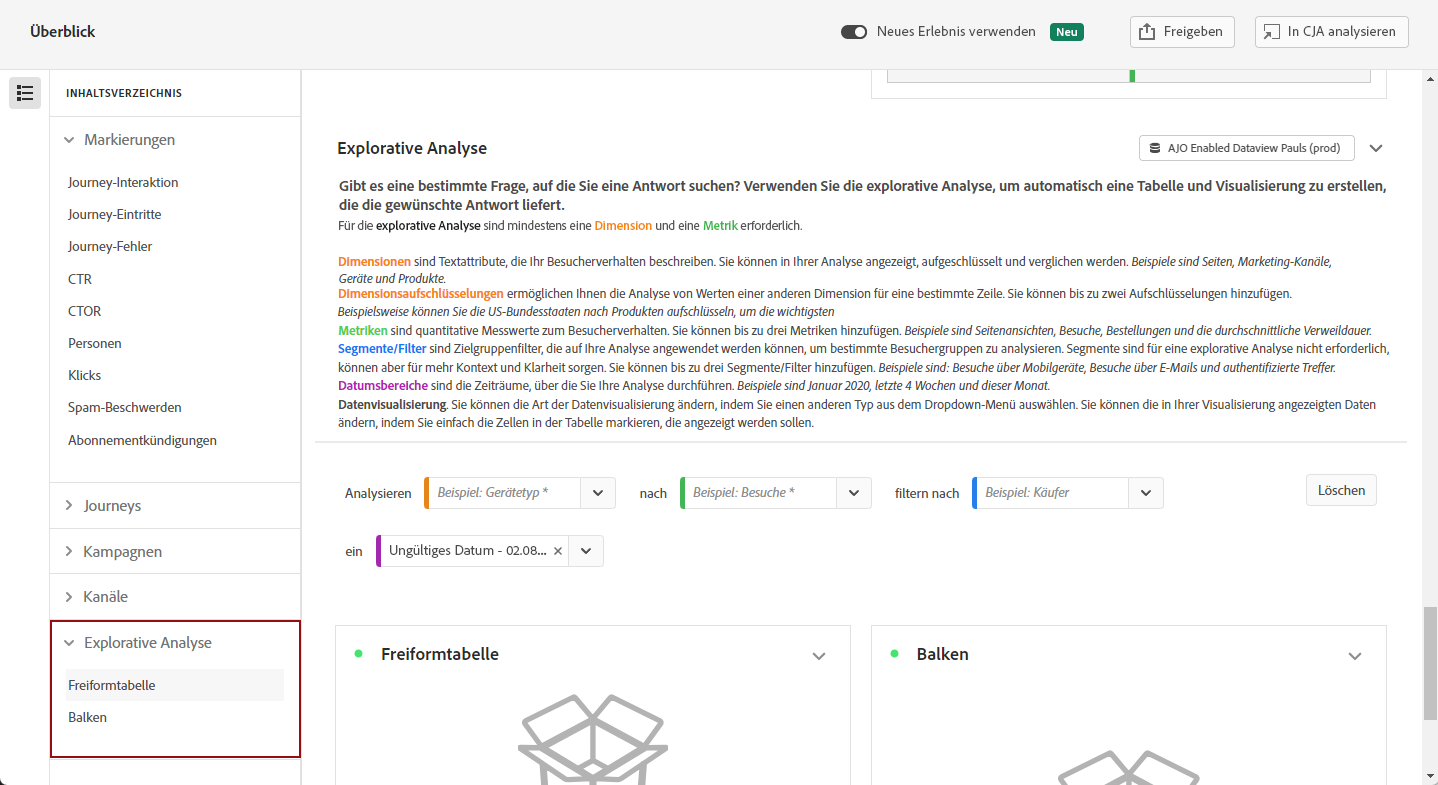 Überblick
Neues Erlebnis verwenden
Neu
Freigeben
In CJA analysieren
INHALTSVERZEICHNIS
Markierungen
Journey-Interaktion
Journey-Eintritte
Journey-Fehler
CTR
CTOR
Personen
Klicks
Spam-Beschwerden
Abonnementkündigungen
Journeys
Kampagnen
Kanäle
Explorative Analyse
Freiformtabelle
Balken
Explorative Analyse
AJO Enabled Dataview Pauls (prod)
Gibt es eine bestimmte Frage, auf die Sie eine Antwort suchen? Verwenden Sie die explorative Analyse, um automatisch eine Tabelle und Visualisierung zu erstellen,
die die gewünschte Antwort liefert.
Für die explorative Analyse sind mindestens eine Dimension und eine Metrik erforderlich.
Dimensionen sind Textattribute, die Ihr Besucherverhalten beschreiben. Sie können in Ihrer Analyse angezeigt, aufgeschlüsselt und verglichen werden. Beispiele sind Seiten, Marketing-Kanäle,
Geräte und Produkte.
Dimensionsaufschlüsselungen ermöglichen Ihnen die Analyse von Werten einer anderen Dimension für eine bestimmte Zeile. Sie können bis zu zwei Aufschlüsselungen hinzufügen.
Beispielsweise können Sie die US-Bundesstaaten nach Produkten aufschlüsseln, um die wichtigsten
Metriken sind quantitative Messwerte zum Besucherverhalten. Sie können bis zu drei Metriken hinzufügen. Beispiele sind Seitenansichten, Besuche, Bestellungen und die durchschnittliche Verweildauer.
Segmente/Filter sind Zielgruppenfilter, die auf Ihre Analyse angewendet werden können, um bestimmte Besuchergruppen zu analysieren. Segmente sind für eine explorative Analyse nicht erforderlich,
können aber für mehr Kontext und Klarheit sorgen. Sie können bis zu drei Segmente/Filter hinzufügen. Beispiele sind: Besuche über Mobilgeräte, Besuche über E-Mails und authentifizierte Treffer.
Datumsbereiche sind die Zeiträume, über die Sie Ihre Analyse durchführen. Beispiele sind Januar 2020, letzte 4 Wochen und dieser Monat.
Datenvisualisierung. Sie können die Art der Datenvisualisierung ändern, indem Sie einen anderen Typ aus dem Dropdown-Menü auswählen. Sie können die in Ihrer Visualisierung angezeigten Daten
ändern, indem Sie einfach die Zellen in der Tabelle markieren, die angezeigt werden sollen.
Analysieren
Beispiel: Gerätetyp *
nach
Beispiel: Besuche *
filtern nach
Beispiel: Käufer
Löschen
ein
Ungültiges Datum - 02.08...
Freiformtabelle
Balken